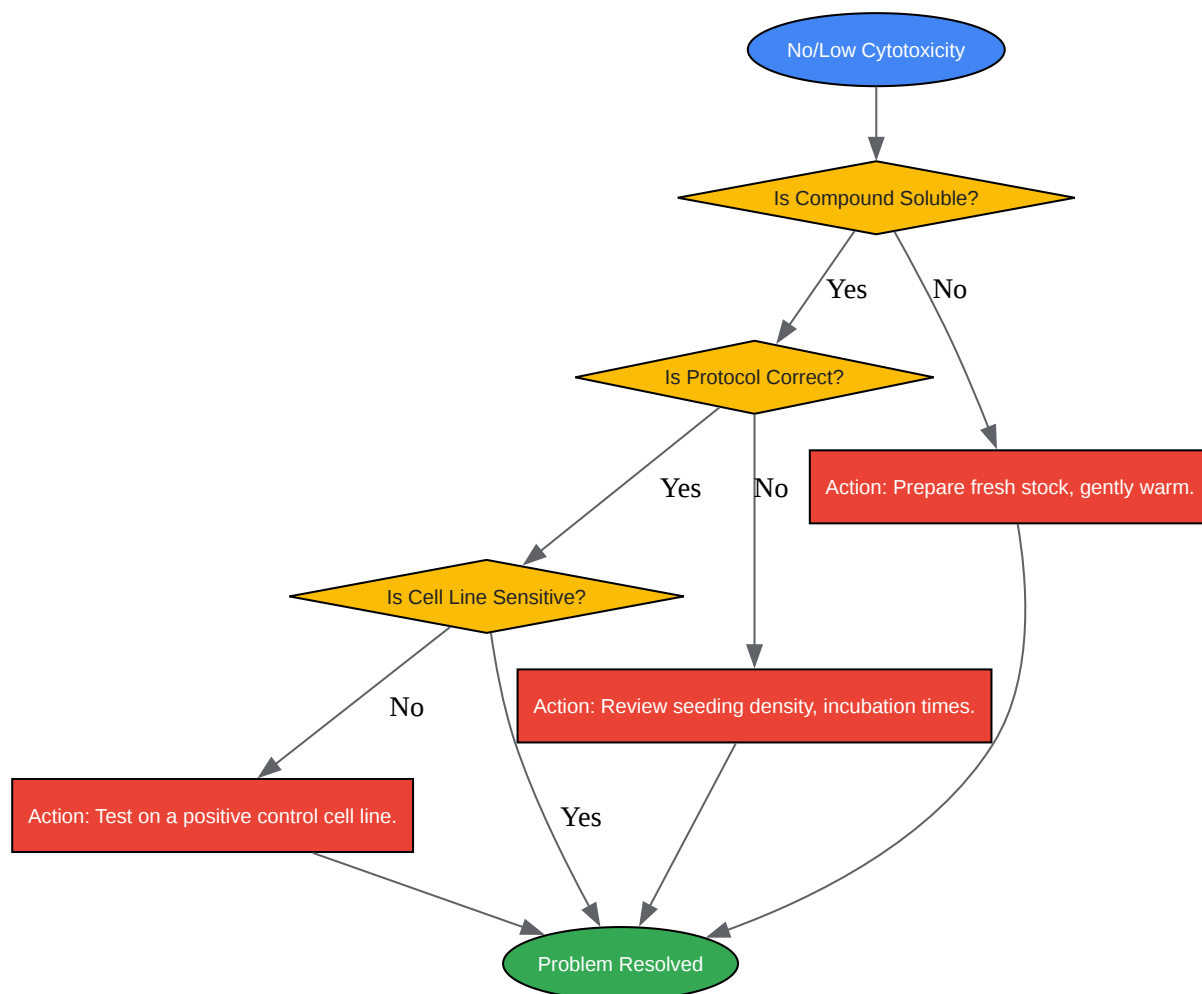 No/Low Cytotoxicity
Is Compound Soluble?
Yes
No
Is Protocol Correct?
Yes
No
Action: Prepare fresh stock, gently warm.
Is Cell Line Sensitive?
No
Action: Review seeding density, incubation times.
Yes
Action: Test on a positive control cell line.
Problem Resolved